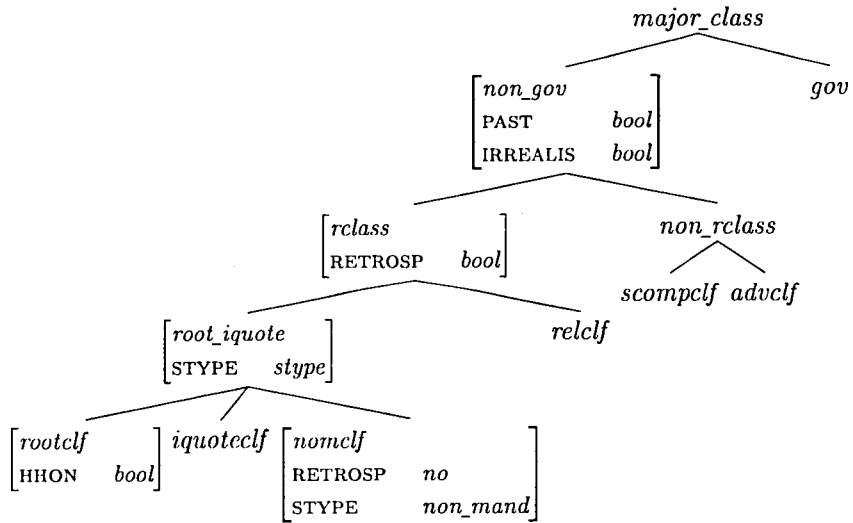 major_class
non_gov
gov
PAST bool
IRREALIS bool
rclass
non_rclass
RETROSP bool
scompclf advclf
root_iquote
relclf
STYPE stype
rootclf iquoteclf nomclf
HHON bool RETROSP no
STYPE non_mand